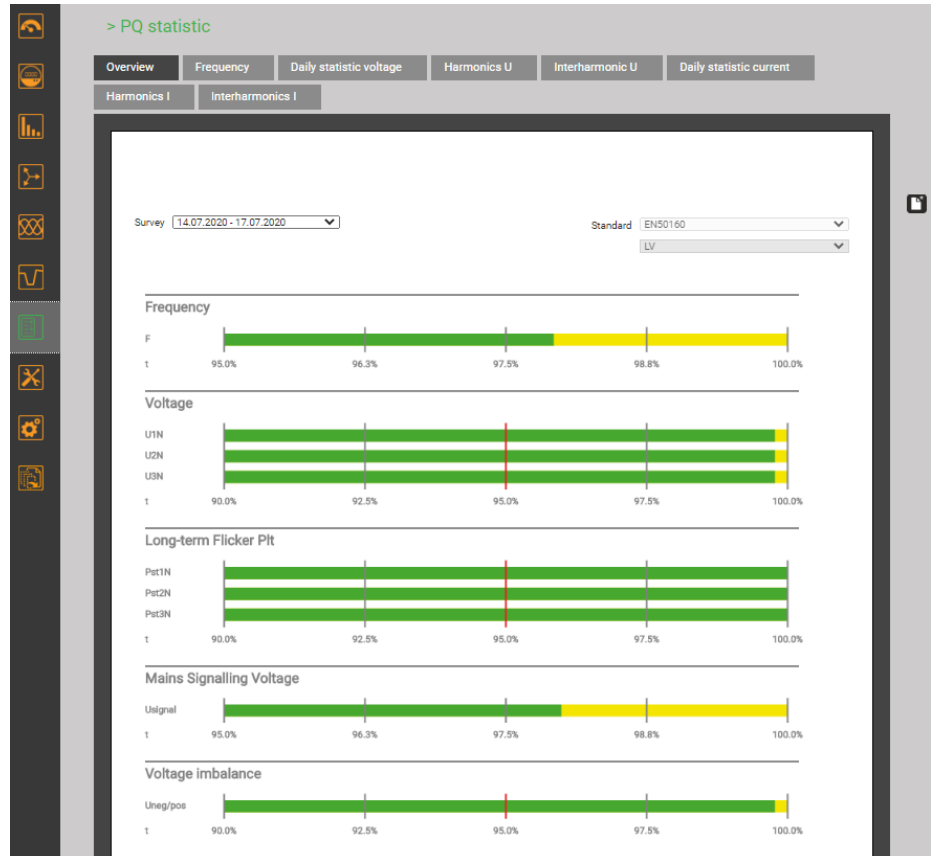 > PQ statistic
Overview Frequency Daily statistic voltage Harmonics U Interharmonic U Daily statistic current
Harmonics I Interharmonics I
Survey 14.07.2020 - 17.07.2020 Standard EN50160
LV
Frequency
F
t 95.0% 96.3% 97.5% 98.8% 100.0%
Voltage
U1N
U2N
U3N
t 90.0% 92.5% 95.0% 97.5% 100.0%
Long-term Flicker Plt
Pst1N
Pst2N
Pst3N
t 90.0% 92.5% 95.0% 97.5% 100.0%
Mains Signalling Voltage
Usignal
t 95.0% 96.3% 97.5% 98.8% 100.0%
Voltage imbalance
Uneg/pos
t 90.0% 92.5% 95.0% 97.5% 100.0%